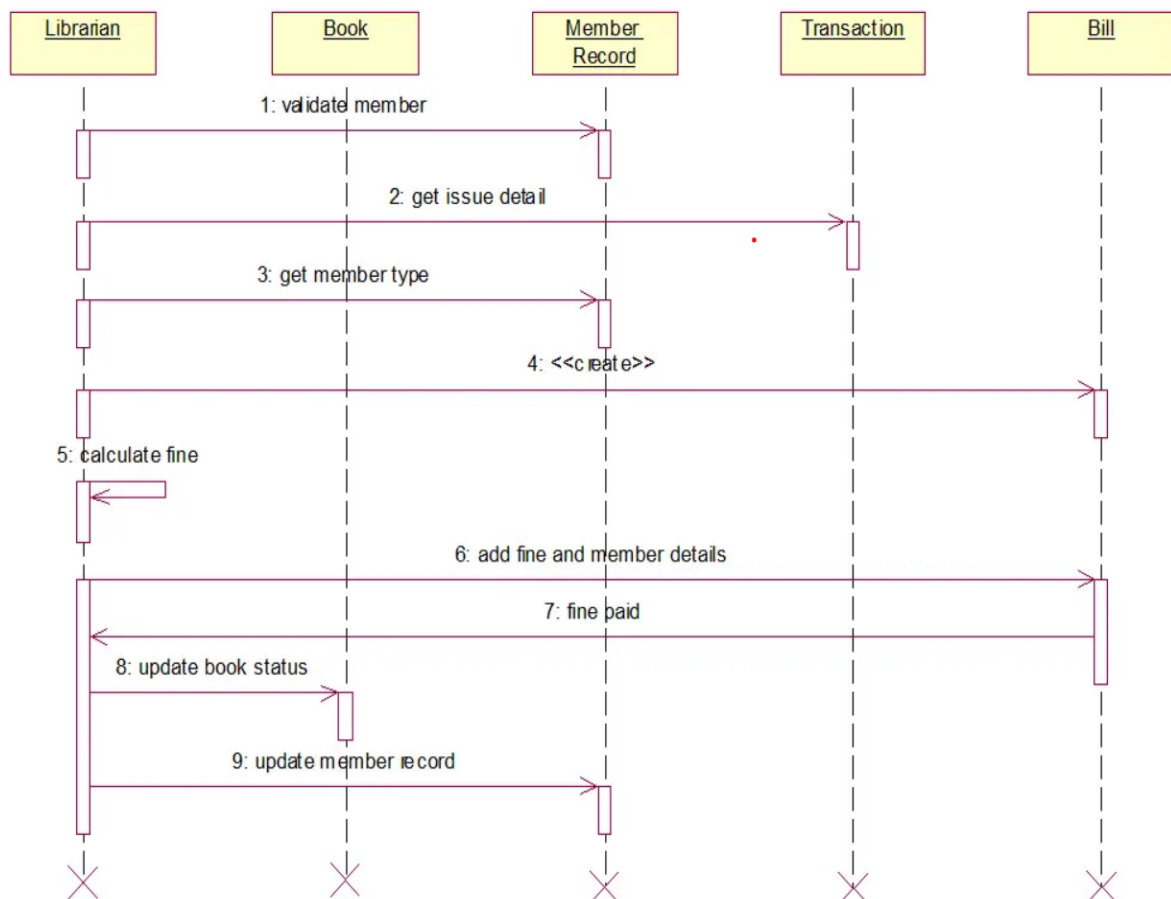 Librarian
Book
Member
Record
Transaction
Bill
1: validate member
2: get issue detail
3: get member type
4: <<create>>
5: calculate fine
6: add fine and member details
7: fine paid
8: update book status
9: update member record